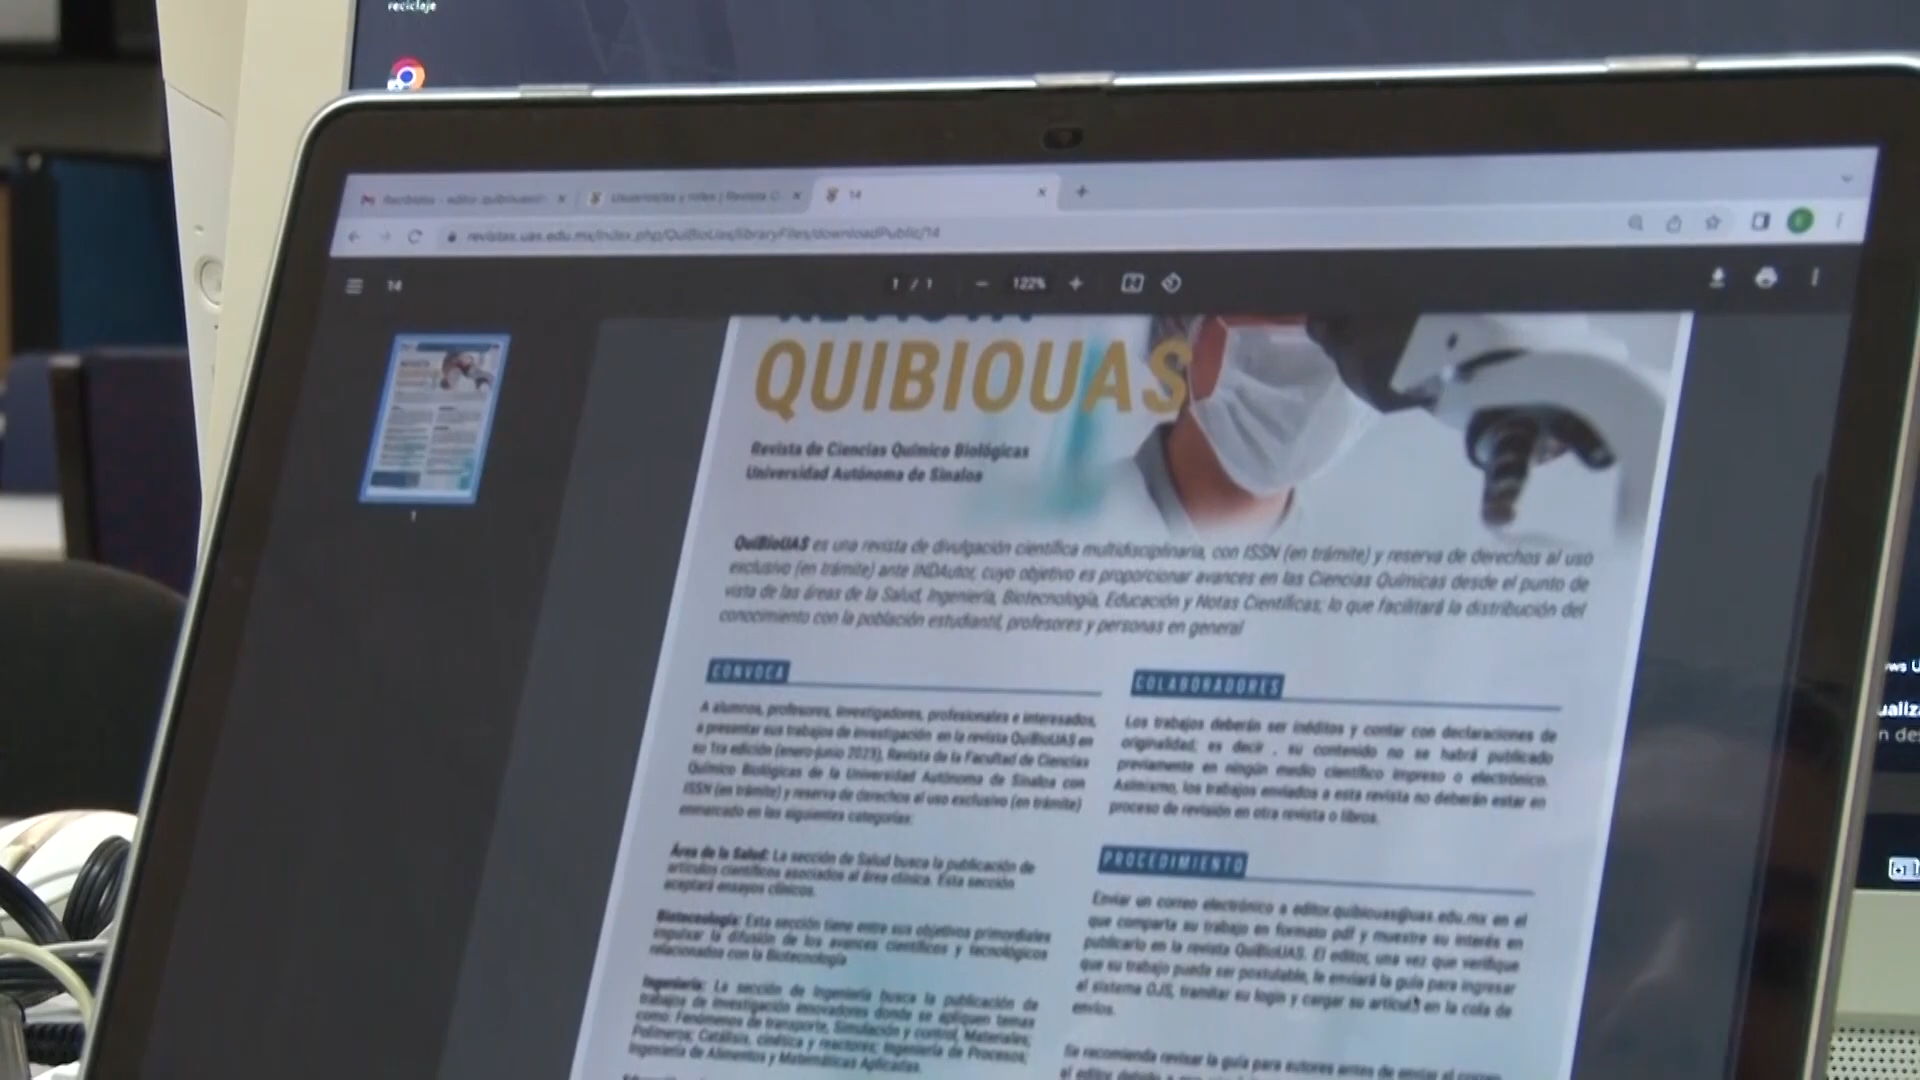 reciclaje
14
revistas.uas.edu.mx/index.php/QuiBioUas/libraryFiles/downloadPublic/14
14
1 / 1
122%
1
REVISTA
QUIBIOUAS
Revista de Ciencias Químico Biológicas
Universidad Autónoma de Sinaloa
QuiBioUAS es una revista de divulgación científica multidisciplinaria, con ISSN (en trámite) y reserva de derechos al uso
exclusivo (en trámite) ante INDAutor, cuyo objetivo es proporcionar avances en las Ciencias Químicas desde el punto de
vista de las áreas de la Salud, Ingeniería, Biotecnología, Educación y Notas Científicas; lo que facilitará la distribución del
conocimiento con la población estudiantil, profesores y personas en general
CONVOCA
A alumnos, profesores, investigadores, profesionales e interesados,
a presentar sus trabajos de investigación en la revista QuiBioUAS en
su 1ra edición (enero-junio 2023), Revista de la Facultad de Ciencias
Químico Biológicas de la Universidad Autónoma de Sinaloa con
ISSN (en trámite) y reserva de derechos al uso exclusivo (en trámite)
enmarcado en las siguientes categorías:
Área de la Salud: La sección de Salud busca la publicación de
artículos científicos asociados al área clínica. Esta sección
aceptará ensayos clínicos.
Biotecnología: Esta sección tiene entre sus objetivos primordiales
impulsar la difusión de los avances científicos y tecnológicos
relacionados con la Biotecnología
Ingeniería: La sección de Ingeniería busca la publicación de
trabajos de investigación innovadores donde se apliquen temas
como: Fenómenos de transporte, Simulación y control, Materiales;
Polímeros; Catálisis, cinética y reactores; Ingeniería de Procesos;
Ingeniería de Alimentos y Matemáticas Aplicadas.
COLABORADORES
Los trabajos deberán ser inéditos y contar con declaraciones de
originalidad; es decir , su contenido no se habrá publicado
previamente en ningún medio científico impreso o electrónico.
Asimismo, los trabajos enviados a esta revista no deberán estar en
proceso de revisión en otra revista o libros.
PROCEDIMIENTO
Enviar un correo electrónico a editor.quibiouas@uas.edu.mx en el
que comparta su trabajo en formato pdf y muestre su interés en
publicarlo en la revista QuiBioUAS. El editor, una vez que verifique
que su trabajo puede ser postulable, le enviará la guía para ingresar
al sistema OJS, tramitar su login y cargar su artículo en la cola de
envíos.
Se recomienda revisar la guía para autores antes de enviar el correo